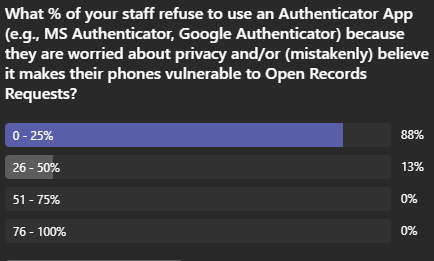 What % of your staff refuse to use an Authenticator App
(e.g., MS Authenticator, Google Authenticator) because
they are worried about privacy and/or (mistakenly) believe
it makes their phones vulnerable to Open Records
Requests?
0 - 25% 88%
26 - 50% 13%
51 - 75% 0%
76 - 100% 0%